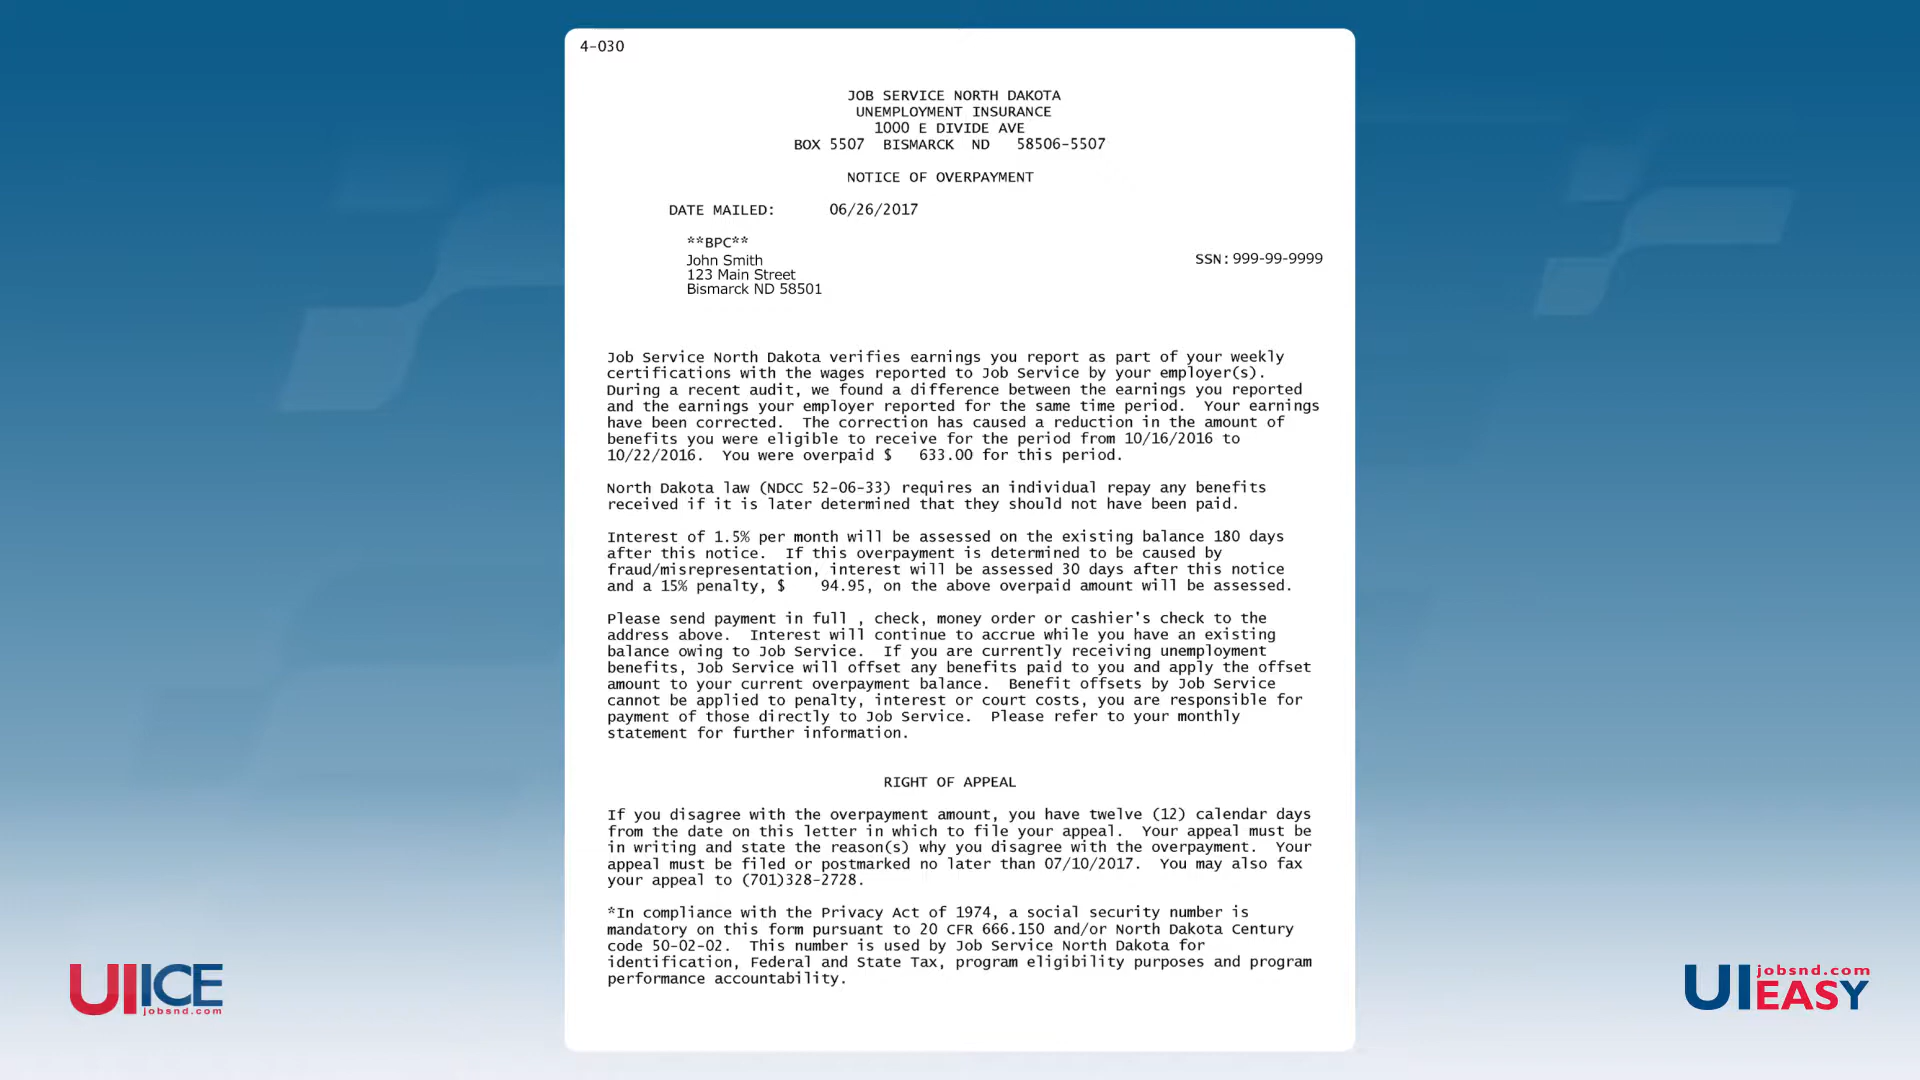 4-030
JOB SERVICE NORTH DAKOTA
UNEMPLOYMENT INSURANCE
1000 E DIVIDE AVE
BOX 5507 BISMARCK ND 58506-5507
NOTICE OF OVERPAYMENT
DATE MAILED: 06/26/2017
**BPC**
John Smith
SSN: 999-99-9999
123 Main Street
Bismarck ND 58501
Job Service North Dakota verifies earnings you report as part of your weekly
certifications with the wages reported to Job Service by your employer(s).
During a recent audit, we found a difference between the earnings you reported
and the earnings your employer reported for the same time period. Your earnings
have been corrected. The correction has caused a reduction in the amount of
benefits you were eligible to receive for the period from 10/16/2016 to
10/22/2016. You were overpaid $ 633.00 for this period.
North Dakota law (NDCC 52-06-33) requires an individual repay any benefits
received if it is later determined that they should not have been paid.
Interest of 1.5% per month will be assessed on the existing balance 180 days
after this notice. If this overpayment is determined to be caused by
fraud/misrepresentation, interest will be assessed 30 days after this notice
and a 15% penalty, $ 94.95, on the above overpaid amount will be assessed.
Please send payment in full , check, money order or cashier's check to the
address above. Interest will continue to accrue while you have an existing
balance owing to Job Service. If you are currently receiving unemployment
benefits, Job Service will offset any benefits paid to you and apply the offset
amount to your current overpayment balance. Benefit offsets by Job Service
cannot be applied to penalty, interest or court costs, you are responsible for
payment of those directly to Job Service. Please refer to your monthly
statement for further information.
RIGHT OF APPEAL
If you disagree with the overpayment amount, you have twelve (12) calendar days
from the date on this letter in which to file your appeal. Your appeal must be
in writing and state the reason(s) why you disagree with the overpayment. Your
appeal must be filed or postmarked no later than 07/10/2017. You may also fax
your appeal to (701)328-2728.
*In compliance with the Privacy Act of 1974, a social security number is
mandatory on this form pursuant to 20 CFR 666.150 and/or North Dakota Century
code 50-02-02. This number is used by Job Service North Dakota for
identification, Federal and State Tax, program eligibility purposes and program
performance accountability.
UIICE
jobsnd.com
jobsnd.com
UIEASY